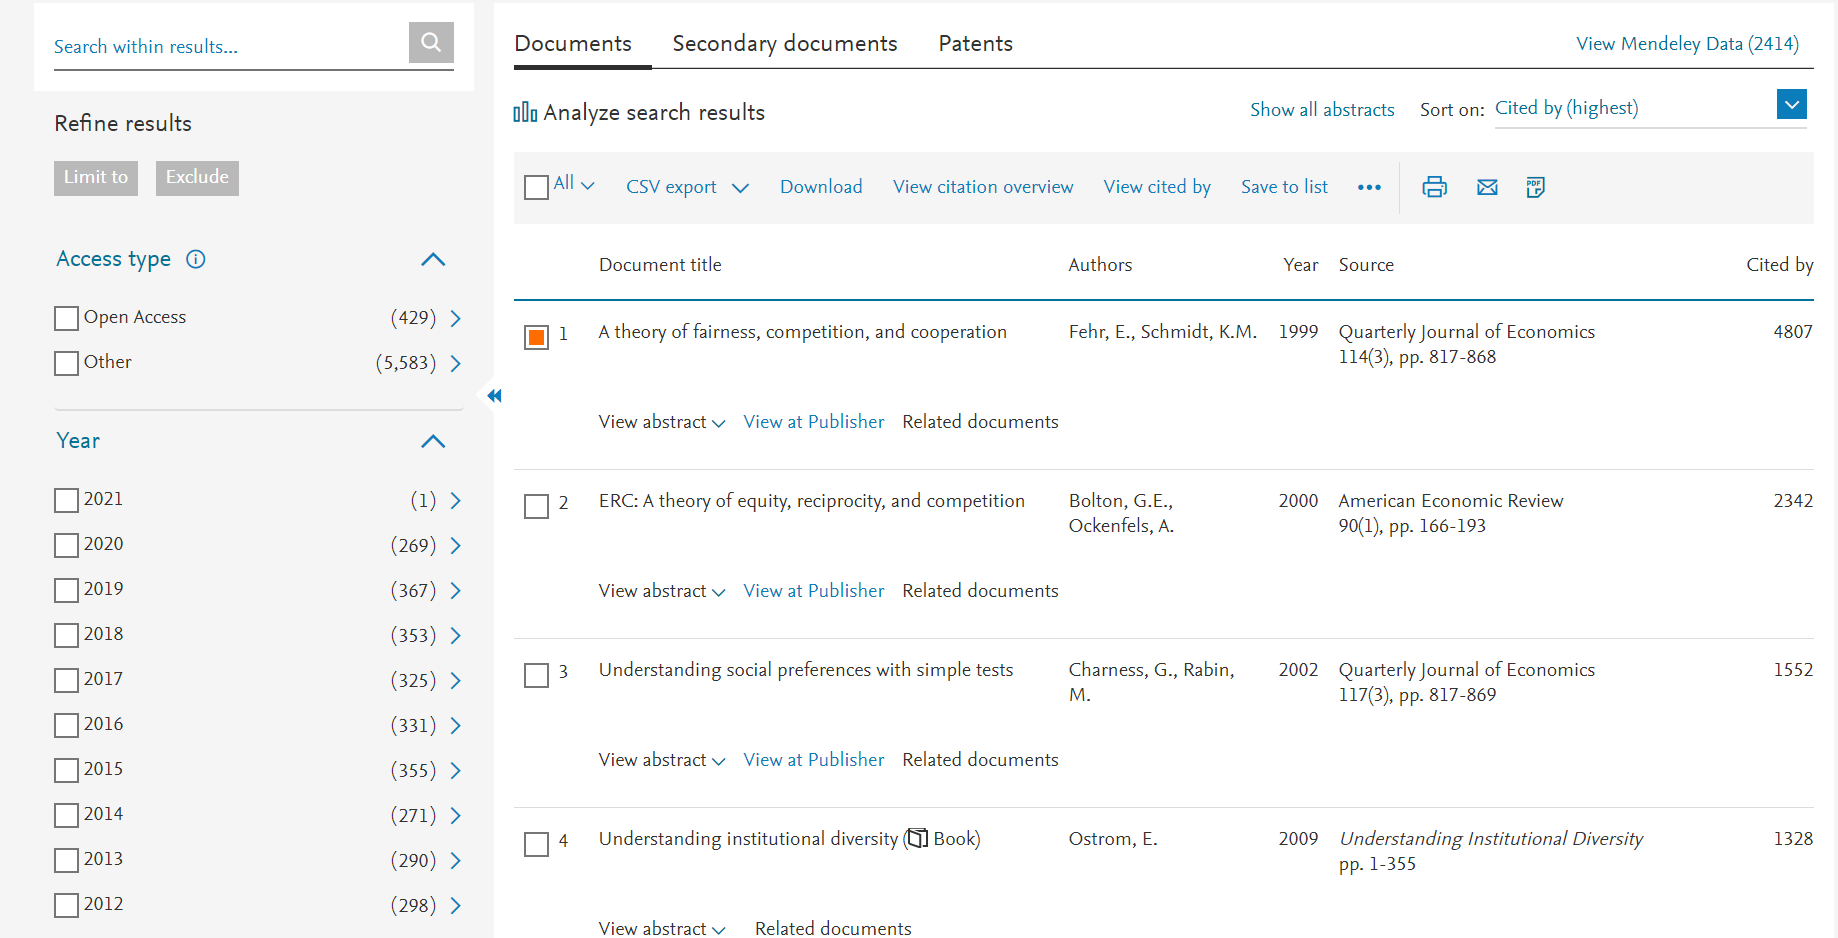 Search within results...
Refine results
Limit to Exclude
Access type
Open Access (429)
Other (5,583)
Year
2021 (1)
2020 (269)
2019 (367)
2018 (353)
2017 (325)
2016 (331)
2015 (355)
2014 (271)
2013 (290)
2012 (298)
Documents Secondary documents Patents View Mendeley Data (2414)
Analyze search results Show all abstracts Sort on: Cited by (highest)
All CSV export Download View citation overview View cited by Save to list ••• PDF
Document title Authors Year Source Cited by
1 A theory of fairness, competition, and cooperation Fehr, E., Schmidt, K.M. 1999 Quarterly Journal of Economics 4807
114(3), pp. 817-868
View abstract View at Publisher Related documents
2 ERC: A theory of equity, reciprocity, and competition Bolton, G.E., 2000 American Economic Review 2342
Ockenfels, A. 90(1), pp. 166-193
View abstract View at Publisher Related documents
3 Understanding social preferences with simple tests Charness, G., Rabin, 2002 Quarterly Journal of Economics 1552
M. 117(3), pp. 817-869
View abstract View at Publisher Related documents
4 Understanding institutional diversity (Book) Ostrom, E. 2009 Understanding Institutional Diversity 1328
pp. 1-355
View abstract Related documents